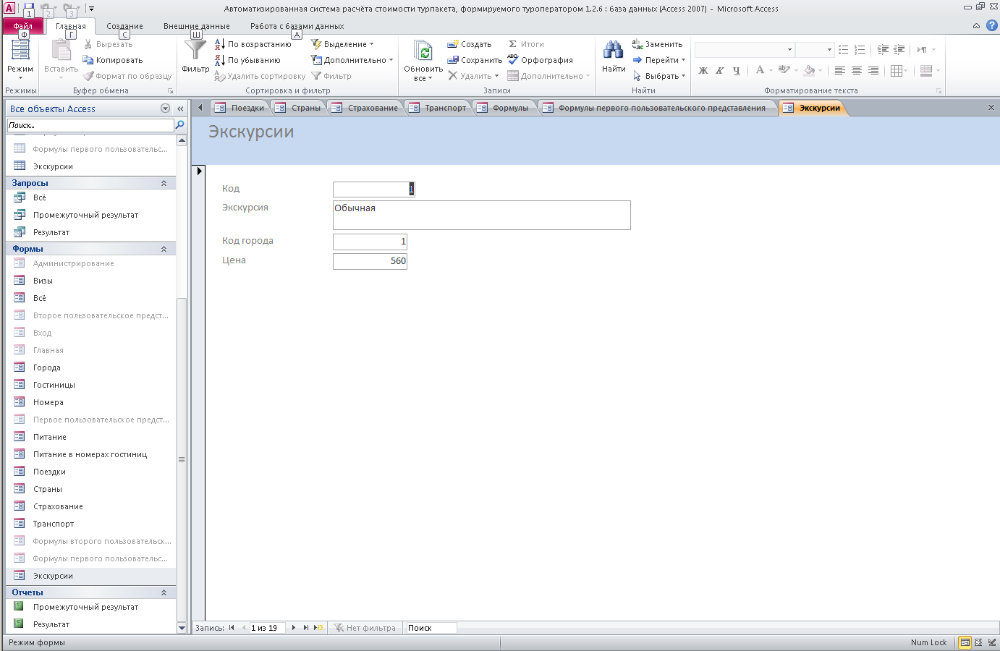 Автоматизированная система расчёта стоимости турпакета, формируемого туроператором 1.2.6 : база данных (Access 2007) - Microsoft Access
1 2 3
Файл Главная Создание Внешние данные Работа с базами данных
Ф Г С Ш А
Режим
Режимы
Вставить
Вырезать
Копировать
Формат по образцу
Буфер обмена
Фильтр
По возрастанию
По убыванию
Удалить сортировку
Выделение
Дополнительно
Фильтр
Сортировка и фильтр
Обновить
все
Создать
Сохранить
Удалить
Итоги
Орфография
Дополнительно
Записи
Найти
Заменить
Перейти
Выбрать
Найти
Ж К Ч
Форматирование текста
Все объекты Access
Поиск...
Формулы первого пользовательс...
Экскурсии
Запросы
Всё
Промежуточный результат
Результат
Формы
Администрирование
Визы
Всё
Второе пользовательское предст...
Вход
Главная
Города
Гостиницы
Номера
Первое пользовательское предст...
Питание
Питание в номерах гостиниц
Поездки
Страны
Страхование
Транспорт
Формулы второго пользовательск...
Формулы первого пользовательс...
Экскурсии
Отчеты
Промежуточный результат
Результат
Поездки Страны Страхование Транспорт Формулы Формулы первого пользовательского представления Экскурсии
Экскурсии
Код 1
Экскурсия Обычная
Код города 1
Цена 560
Запись: 1 из 19 Нет фильтра Поиск
Режим формы Num Lock